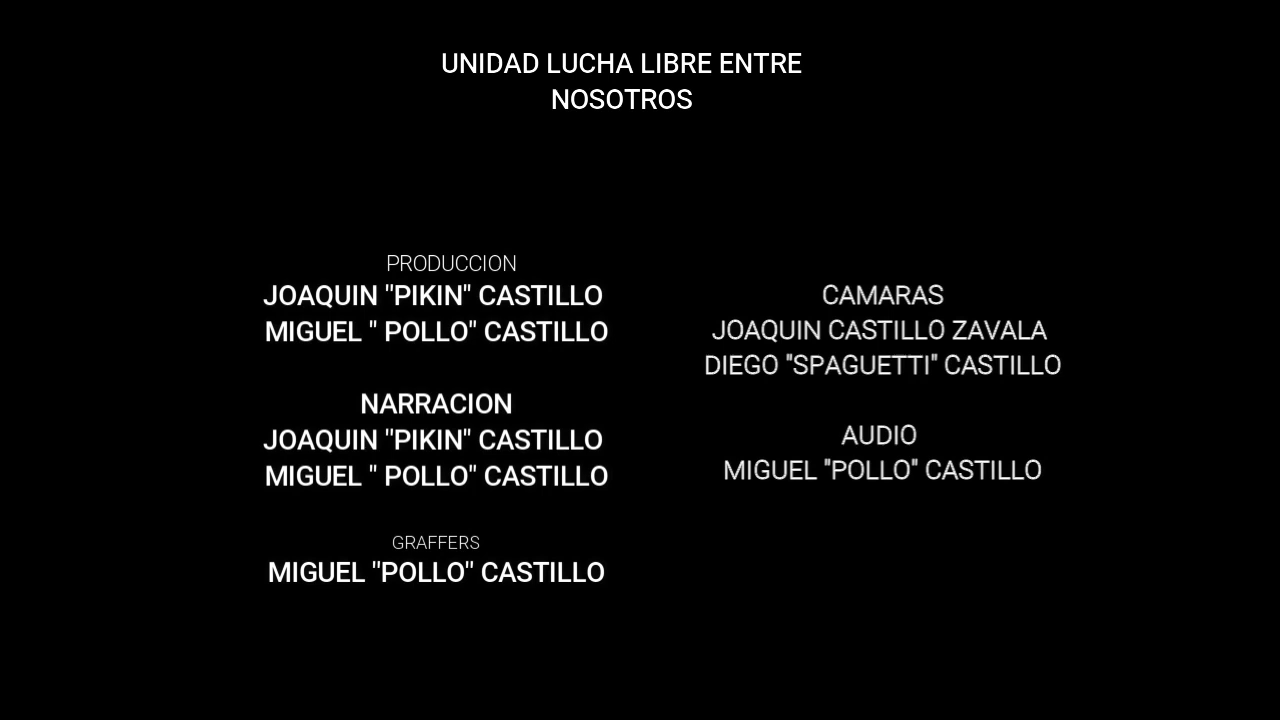 UNIDAD LUCHA LIBRE ENTRE
NOSOTROS
PRODUCCION
JOAQUIN "PIKIN" CASTILLO
MIGUEL " POLLO" CASTILLO
NARRACION
JOAQUIN "PIKIN" CASTILLO
MIGUEL " POLLO" CASTILLO
GRAFFERS
MIGUEL "POLLO" CASTILLO
CAMARAS
JOAQUIN CASTILLO ZAVALA
DIEGO "SPAGUETTI" CASTILLO
AUDIO
MIGUEL "POLLO" CASTILLO